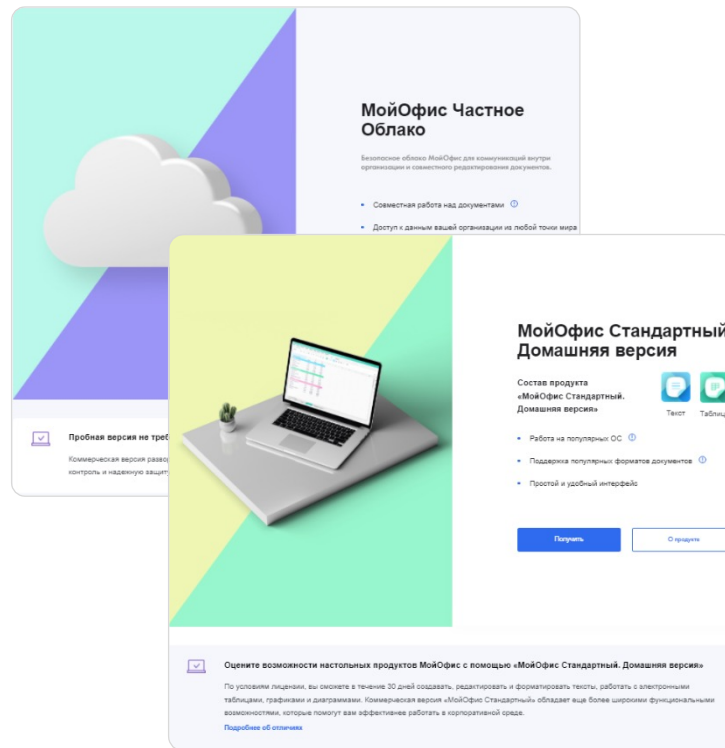 МойОфис Частное
Облако
Безопасное облако МойОфис для коммуникаций внутри
организации и совместного редактирования документов.
Совместная работа над документами
Доступ к данным вашей организации из любой точки мира
Пробная версия не треб
Коммерческая версия развор
контроль и надежную защиту
МойОфис Стандартный
Домашняя версия
Состав продукта
«МойОфис Стандартный.
Домашняя версия»
Текст Таблиц
Работа на популярных ОС
Поддержка популярных форматов документов
Простой и удобный интерфейс
Получить О продукте
Оцените возможности настольных продуктов МойОфис с помощью «МойОфис Стандартный. Домашняя версия»
По условиям лицензии, вы сможете в течение 30 дней создавать, редактировать и форматировать тексты, работать с электронными
таблицами, графиками и диаграммами. Коммерческая версия «МойОфис Стандартный» обладает еще более широкими функциональными
возможностями, которые помогут вам эффективнее работать в корпоративной среде.
Подробнее об отличиях